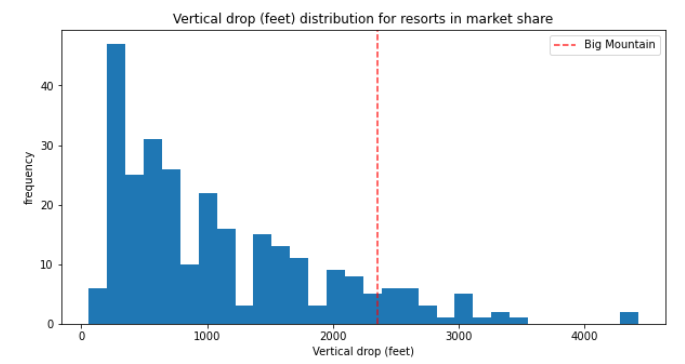 Vertical drop (feet) distribution for resorts in market share
Big Mountain
frequency
40
30
20
10
0
0 1000 2000 3000 4000
Vertical drop (feet)